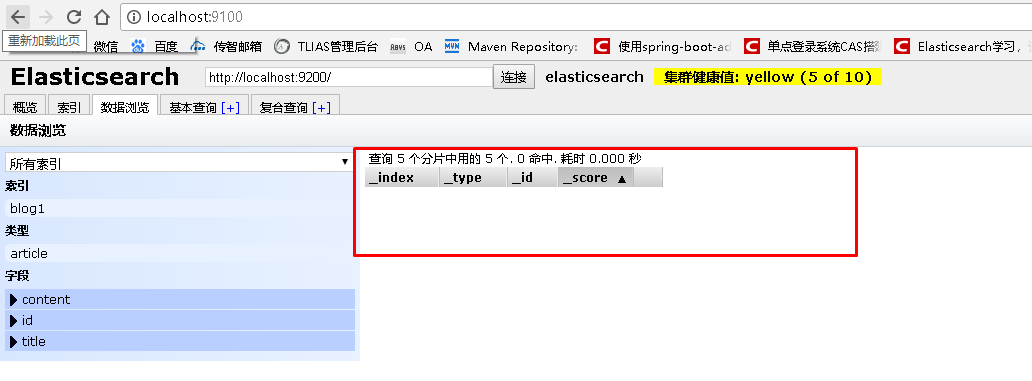 localhost:9100
重新加载此页
微信 百度 传智邮箱 TLIAS管理后台 RBVS OA MVN Maven Repository: C 使用spring-boot-ad C 单点登录系统CAS搭 C Elasticsearch学习,
Elasticsearch http://localhost:9200/ 连接 elasticsearch 集群健康值: yellow (5 of 10)
概览 索引 数据浏览 基本查询 [+] 复合查询 [+]
数据浏览
所有索引
查询 5 个分片中用的 5 个. 0 命中. 耗时 0.000 秒
_index _type _id _score ▲
索引
blog1
类型
article
字段
content
id
title